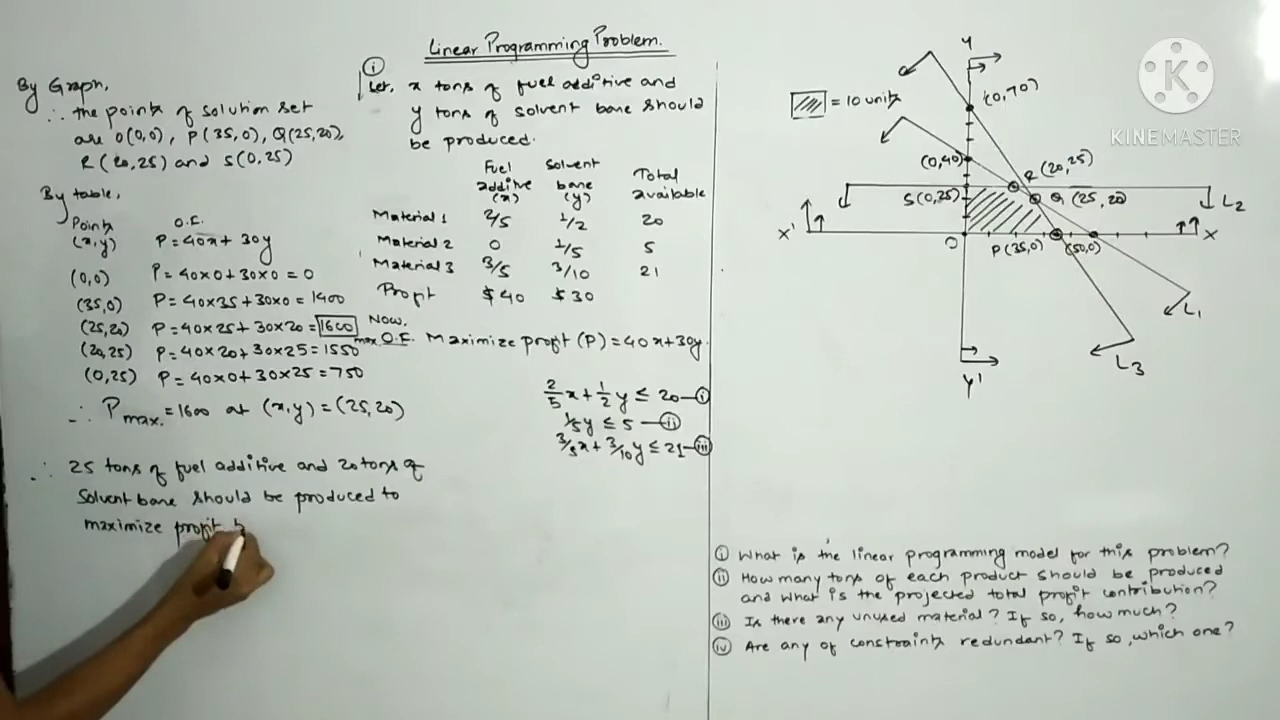 Linear Programming Problem.
By Graph,
∴ the points of solution set
are O(0,0), P(35,0), Q(25,20),
R(20,25) and S(0,25)
By table,
Points O.F.
(x,y) P=40x+30y
(0,0) P=40×0+30×0=0
(35,0) P=40×35+30×0=1400
(25,20) P=40×25+30×20=1600
(20,25) P=40×20+30×25=1550
(0,25) P=40×0+30×25=750
∴ Pmax.=1600 at (x,y)=(25,20)
∴ 25 tons of fuel additive and 20 tons of
Solvent bane should be produced to
maximize profit
(i)
Let, x tons of fuel additive and
y tons of solvent bane should
be produced.
Fuel additive (x) Solvent bane (y) Total available
Material 1 2/5 1/2 20
Material 2 0 1/5 5
Material 3 3/5 3/10 21
Profit $40 $30
Now,
max O.F. Maximize profit (P)=40x+30y.
2/5x+1/2y≤20—(i)
1/5y≤5—(ii)
3/5x+3/10y≤21—(iii)
Y
= 10 units
(0,70)
(0,40)
R(20,25)
S(0,25)
Q(25,20)
L2
X'
O
P(35,0)
(50,0)
X
L1
L3
Y'
(i) What is the linear programming model for this problem?
(ii) How many tons of each product should be produced
and what is the projected total profit contribution?
(iii) Is there any unused material? If so, how much?
(iv) Are any of constraints redundant? If so, which one?
K
KINEMASTER